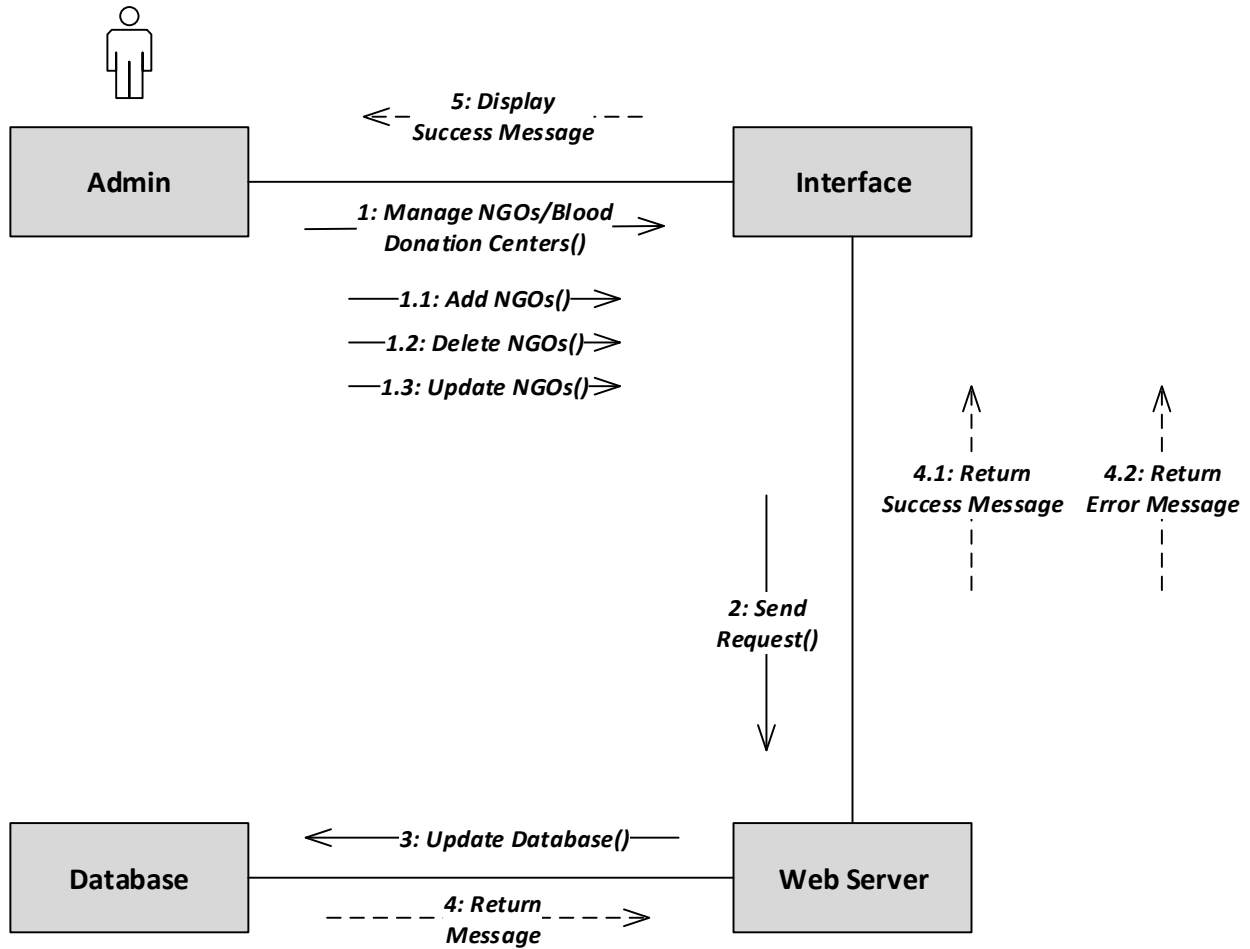 5: Display
Success Message
Admin
Interface
1: Manage NGOs/Blood
Donation Centers()
1.1: Add NGOs()
1.2: Delete NGOs()
1.3: Update NGOs()
4.1: Return
Success Message
4.2: Return
Error Message
2: Send
Request()
3: Update Database()
Database
Web Server
4: Return
Message